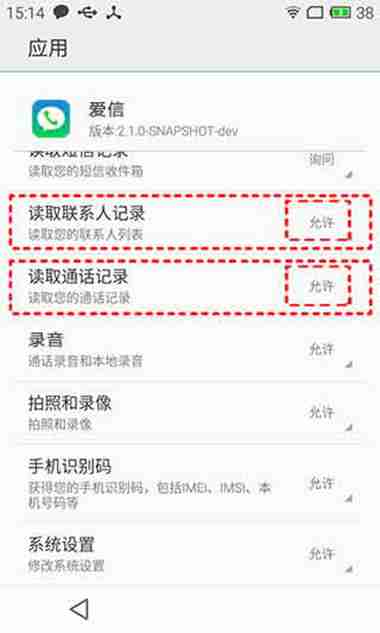 15:14
38
应用
爱信
版本:2.1.0-SNAPSHOT-dev
读取短信记录
询问
读取您的短信收件箱
读取联系人记录
允许
读取您的联系人列表
读取通话记录
允许
读取您的通话记录
录音
允许
通话录音和本地录音
拍照和录像
允许
拍照和录像
手机识别码
允许
获得您的手机识别码，包括IMEI、IMSI、本
机号码等
系统设置
允许
修改系统设置